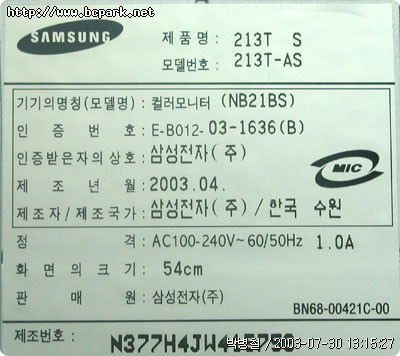 http://www.bcpark.net
SAMSUNG
제 품 명 : 213T S
모델번호 : 213T-AS
기기의명칭(모델명) : 컬러모니터 (NB21BS)
인 증 번 호 : E-B012-03-1636(B)
인증받은자의상호 : 삼성전자(주)
MIC
제 조 년 월 : 2003.04.
제조자/제조국가 : 삼성전자(주)/한국 수원
정 격 : AC100-240V~60/50Hz 1.0A
화 면 의 크 기 : 54cm
판 매 원 : 삼성전자(주)
BN68-00421C-00
제조번호 :
/ 2003-07-30 13:15:27